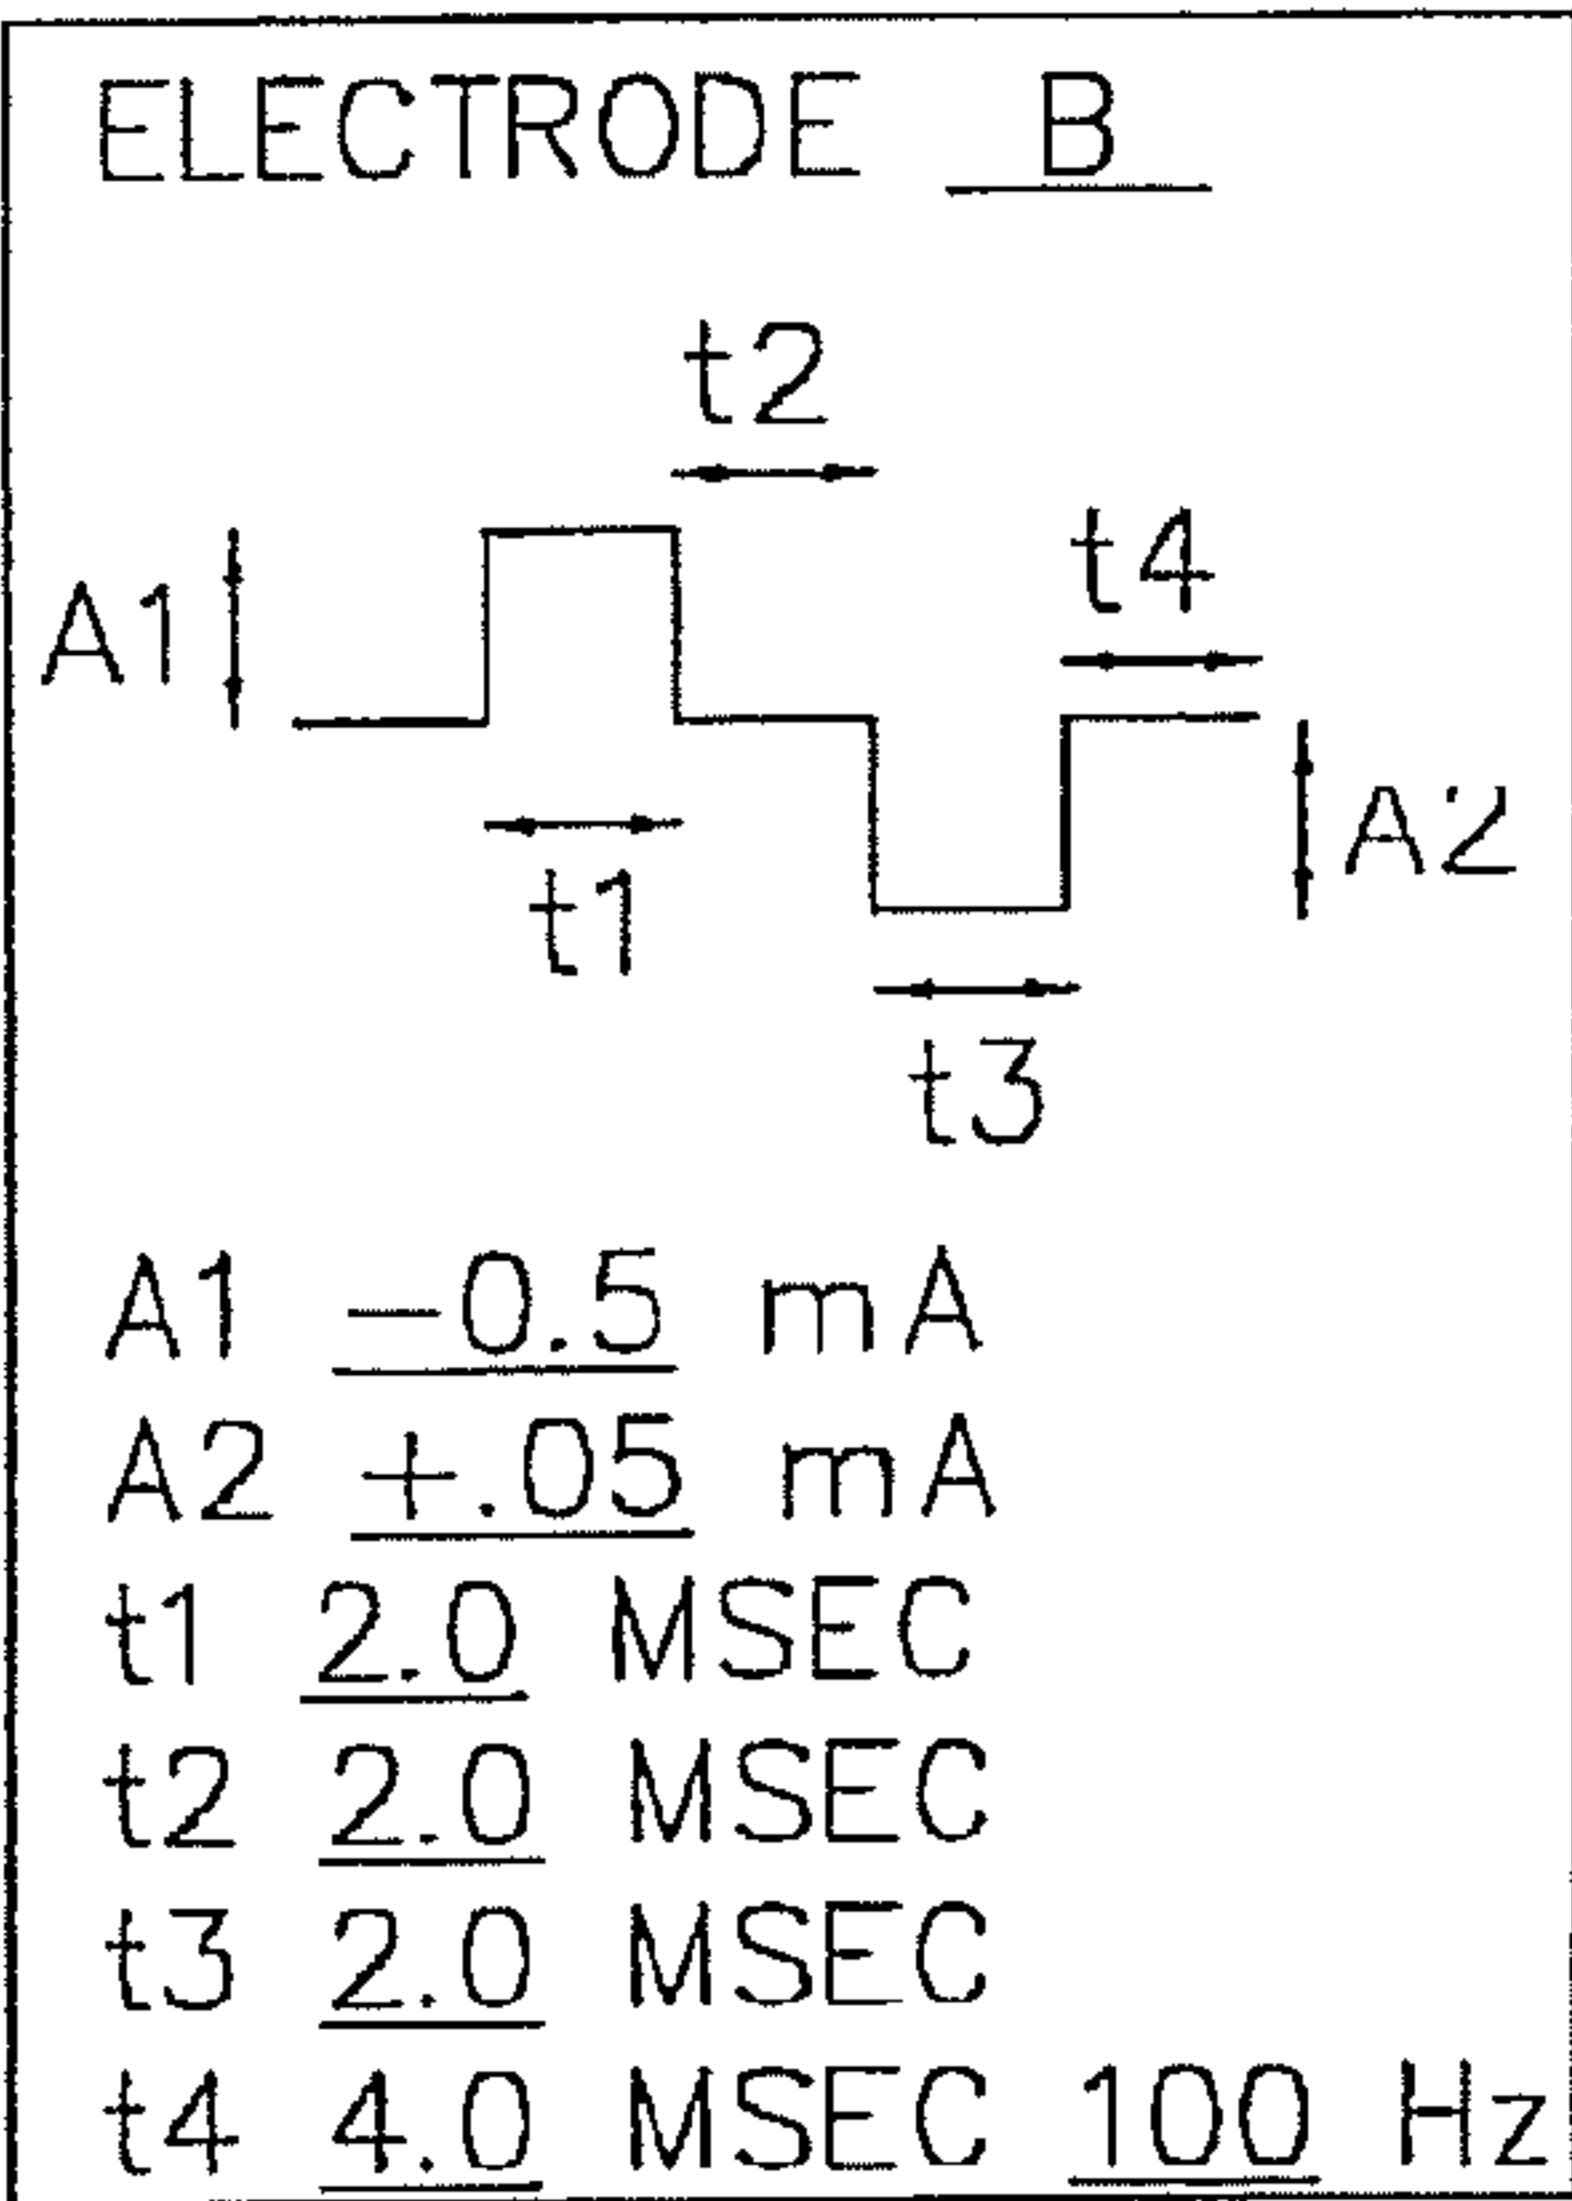 ELECTRODE B
t2
t4
A1
A2
t1
t3
A1 -0.5 mA
A2 +.05 mA
t1 2.0 MSEC
t2 2.0 MSEC
t3 2.0 MSEC
t4 4.0 MSEC 100 Hz